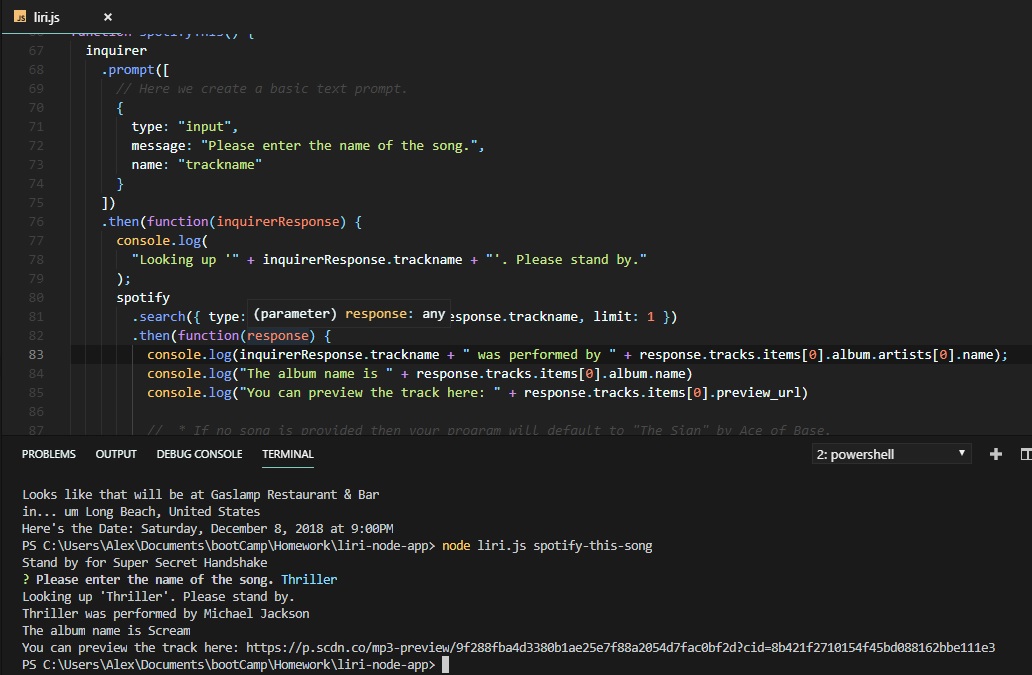 liri.js ×
66 function spotifyThis() {
67 inquirer
68 .prompt([
69 // Here we create a basic text prompt.
70 {
71 type: "input",
72 message: "Please enter the name of the song.",
73 name: "trackname"
74 }
75 ])
76 .then(function(inquirerResponse) {
77 console.log(
78 "Looking up '" + inquirerResponse.trackname + "'. Please stand by."
79 );
80 spotify
(parameter) response: any
81 .search({ type: esponse.trackname, limit: 1 })
82 .then(function(response) {
83 console.log(inquirerResponse.trackname + " was performed by " + response.tracks.items[0].album.artists[0].name);
84 console.log("The album name is " + response.tracks.items[0].album.name)
85 console.log("You can preview the track here: " + response.tracks.items[0].preview_url)
86
87 // * If no song is provided then your program will default to "The Sign" by Ace of Base.
PROBLEMS OUTPUT DEBUG CONSOLE TERMINAL 2: powershell
Looks like that will be at Gaslamp Restaurant & Bar
in... um Long Beach, United States
Here's the Date: Saturday, December 8, 2018 at 9:00PM
PS C:\Users\Alex\Documents\bootCamp\Homework\liri-node-app> node liri.js spotify-this-song
Stand by for Super Secret Handshake
? Please enter the name of the song. Thriller
Looking up 'Thriller'. Please stand by.
Thriller was performed by Michael Jackson
The album name is Scream
You can preview the track here: https://p.scdn.co/mp3-preview/9f288fba4d3380b1ae25e7f88a2054d7fac0bf2d?cid=8b421f2710154f45bd088162bbe111e3
PS C:\Users\Alex\Documents\bootCamp\Homework\liri-node-app>